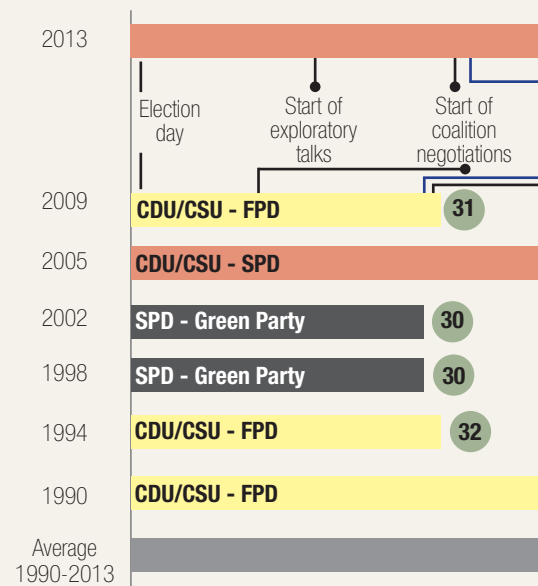 2013
Election
day
Start of
exploratory
talks
Start of
coalition
negotiations
2009
CDU/CSU - FPD
31
2005
CDU/CSU - SPD
2002
SPD - Green Party
30
1998
SPD - Green Party
30
1994
CDU/CSU - FPD
32
1990
CDU/CSU - FPD
Average
1990-2013